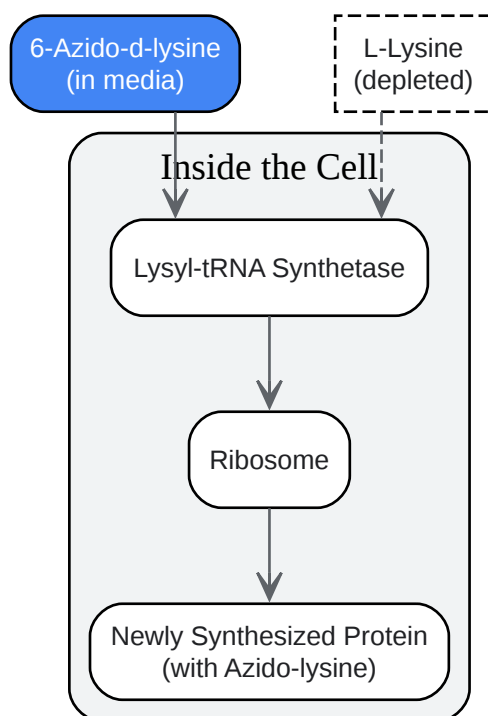 6-Azido-d-lysine
(in media)
L-Lysine
(depleted)
Inside the Cell
Lysyl-tRNA Synthetase
Ribosome
Newly Synthesized Protein
(with Azido-lysine)